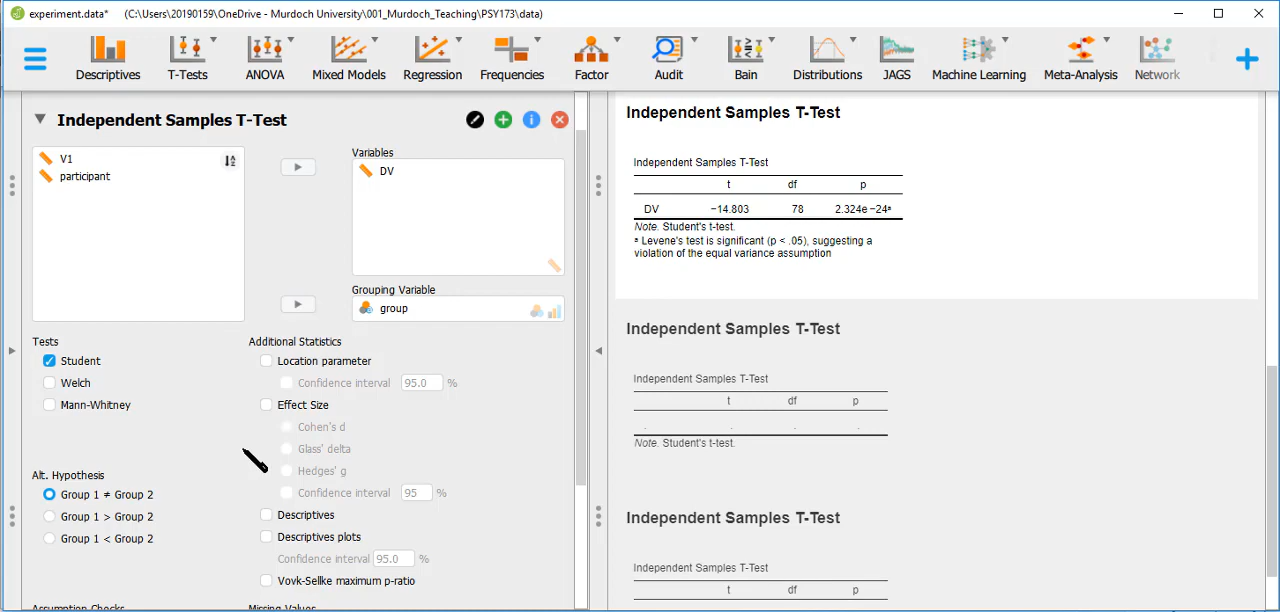 experiment.data* (C:\Users\20190159\OneDrive - Murdoch University\001_Murdoch_Teaching\PSY173\data)
Descriptives T-Tests ANOVA Mixed Models Regression Frequencies Factor Audit Bain Distributions JAGS Machine Learning Meta-Analysis Network
Independent Samples T-Test
V1
participant
Variables
DV
Grouping Variable
group
Tests
Student
Welch
Mann-Whitney
Alt. Hypothesis
Group 1 ≠ Group 2
Group 1 > Group 2
Group 1 < Group 2
Assumption Checks
Additional Statistics
Location parameter
Confidence interval 95.0 %
Effect Size
Cohen's d
Glass' delta
Hedges' g
Confidence interval 95 %
Descriptives
Descriptives plots
Confidence interval 95.0 %
Vovk-Sellke maximum p-ratio
Missing Values
Independent Samples T-Test
Independent Samples T-Test
t df p
DV −14.803 78 2.324e −24ᵃ
Note. Student's t-test.
ᵃ Levene's test is significant (p < .05), suggesting a
violation of the equal variance assumption
Independent Samples T-Test
Independent Samples T-Test
t df p
. . . .
Note. Student's t-test.
Independent Samples T-Test
Independent Samples T-Test
t df p